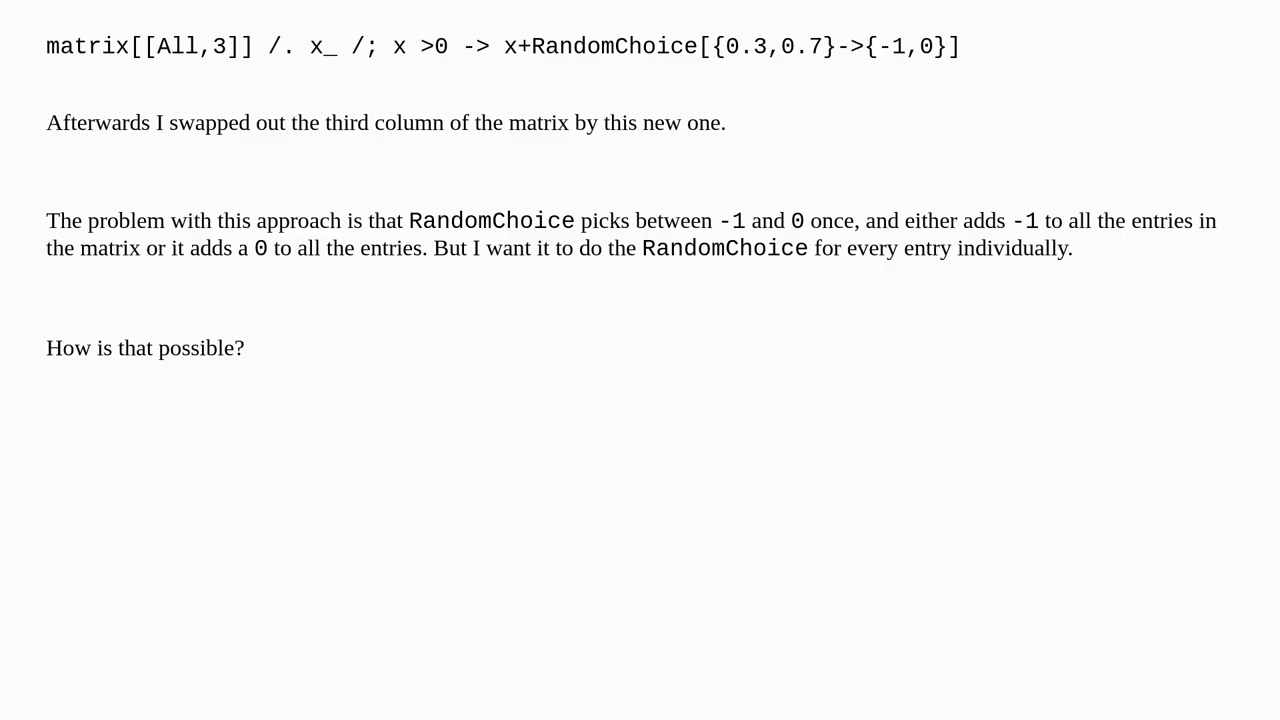 matrix[[All,3]] /. x_ /; x >0 -> x+RandomChoice[{0.3,0.7}->{-1,0}]
Afterwards I swapped out the third column of the matrix by this new one.
The problem with this approach is that RandomChoice picks between -1 and 0 once, and either adds -1 to all the entries in
the matrix or it adds a 0 to all the entries. But I want it to do the RandomChoice for every entry individually.
How is that possible?